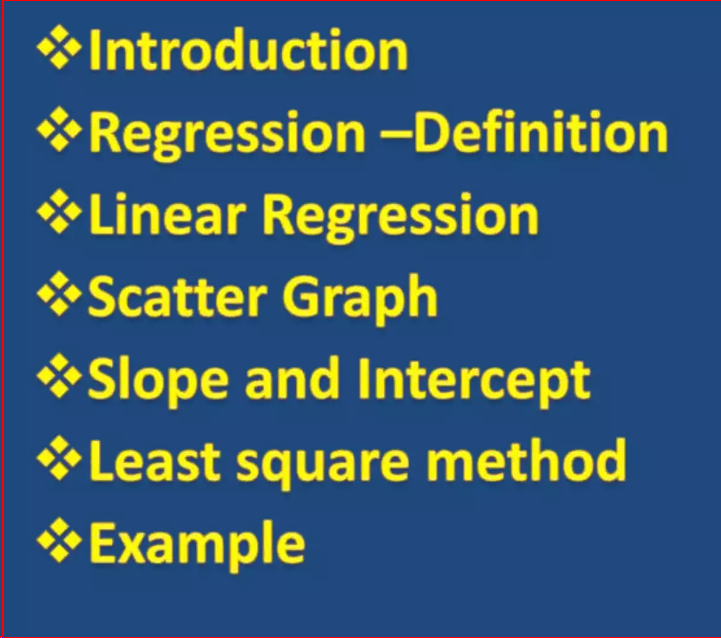 ❖Introduction
❖Regression –Definition
❖Linear Regression
❖Scatter Graph
❖Slope and Intercept
❖Least square method
❖Example